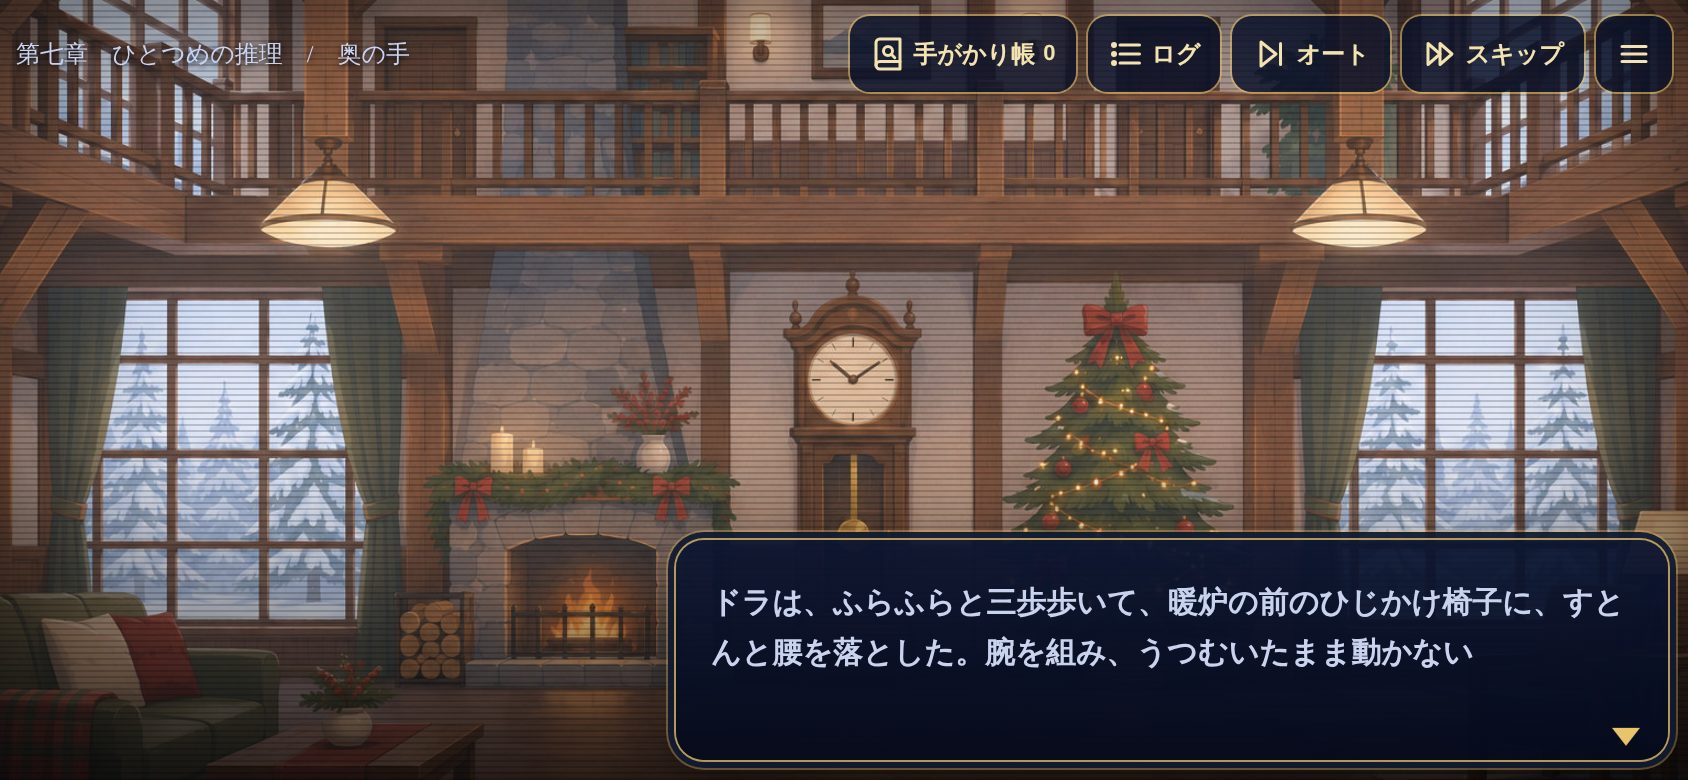 第七章　ひとつめの推理　/　奥の手
手がかり帳 0
ログ
オート
スキップ
ドラは、ふらふらと三歩歩いて、暖炉の前のひじかけ椅子に、すと
んと腰を落とした。腕を組み、うつむいたまま動かない